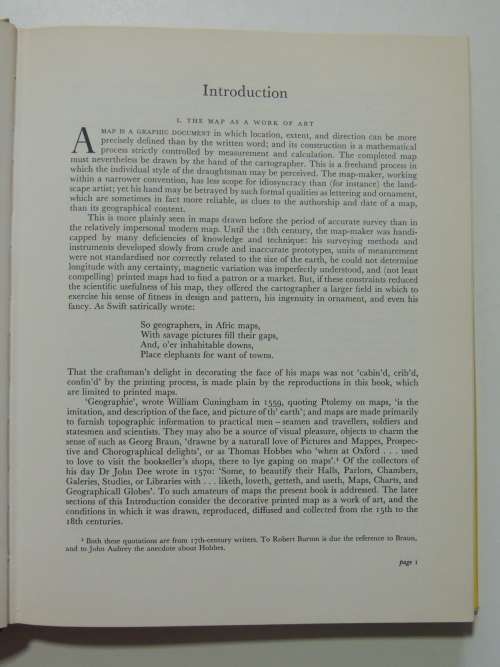 Introduction
I. THE MAP AS A WORK OF ART
A MAP IS A GRAPHIC DOCUMENT in which location, extent, and direction can be more
precisely defined than by the written word; and its construction is a mathematical
process strictly controlled by measurement and calculation. The completed map
must nevertheless be drawn by the hand of the cartographer. This is a freehand process in
which the individual style of the draughtsman may be perceived. The map-maker, working
within a narrower convention, has less scope for idiosyncracy than (for instance) the land-
scape artist; yet his hand may be betrayed by such formal qualities as lettering and ornament,
which are sometimes in fact more reliable, as clues to the authorship and date of a map,
than its geographical content.
This is more plainly seen in maps drawn before the period of accurate survey than in
the relatively impersonal modern map. Until the 18th century, the map-maker was handi-
capped by many deficiencies of knowledge and technique: his surveying methods and
instruments developed slowly from crude and inaccurate prototypes, units of measurement
were not standardised nor correctly related to the size of the earth, he could not determine
longitude with any certainty, magnetic variation was imperfectly understood, and (not least
compelling) printed maps had to find a patron or a market. But, if these constraints reduced
the scientific usefulness of his map, they offered the cartographer a larger field in which to
exercise his sense of fitness in design and pattern, his ingenuity in ornament, and even his
fancy. As Swift satirically wrote:
So geographers, in Afric maps,
With savage pictures fill their gaps,
And, o'er inhabitable downs,
Place elephants for want of towns.
That the craftsman's delight in decorating the face of his maps was not 'cabin'd, crib'd,
confin'd' by the printing process, is made plain by the reproductions in this book, which
are limited to printed maps.
'Geographie', wrote William Cuningham in 1559, quoting Ptolemy on maps, 'is the
imitation, and description of the face, and picture of th' earth'; and maps are made primarily
to furnish topographic information to practical men – seamen and travellers, soldiers and
statesmen and scientists. They may also be a source of visual pleasure, objects to charm the
sense of such as Georg Braun, 'drawne by a naturall love of Pictures and Mappes, Prospec-
tive and Chorographical delights', or as Thomas Hobbes who 'when at Oxford . . . used
to love to visit the bookseller's shops, there to lye gaping on maps'.¹ Of the collectors of
his day Dr John Dee wrote in 1570: 'Some, to beautify their Halls, Parlors, Chambers,
Galeries, Studies, or Libraries with . . . liketh, loveth, getteth, and useth, Maps, Charts, and
Geographicall Globes'. To such amateurs of maps the present book is addressed. The later
sections of this Introduction consider the decorative printed map as a work of art, and the
conditions in which it was drawn, reproduced, diffused and collected from the 15th to the
18th centuries.
¹ Both these quotations are from 17th-century writers. To Robert Burton is due the reference to Braun,
and to John Aubrey the anecdote about Hobbes.
page 1